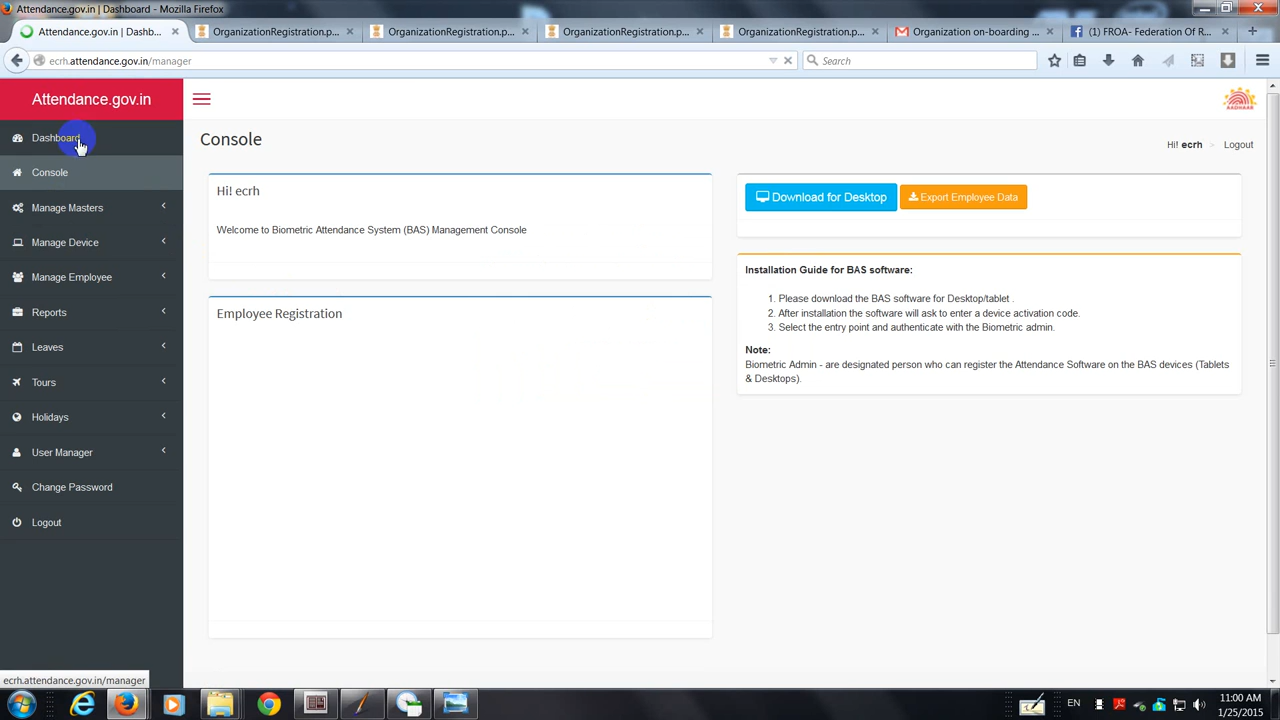 Attendance.gov.in | Dashboard - Mozilla Firefox
Attendance.gov.in | Dashb...
OrganizationRegistration.p...
OrganizationRegistration.p...
OrganizationRegistration.p...
OrganizationRegistration.p...
Organization on-boarding ...
(1) FROA- Federation Of R...
ecrh.attendance.gov.in/manager
Search
Attendance.gov.in
AADHAAR
Dashboard
Console
Manage Masters
Manage Device
Manage Employee
Reports
Leaves
Tours
Holidays
User Manager
Change Password
Logout
Console
Hi! ecrh > Logout
Hi! ecrh
Welcome to Biometric Attendance System (BAS) Management Console
Employee Registration
Download for Desktop
Export Employee Data
Installation Guide for BAS software:
1. Please download the BAS software for Desktop/tablet .
2. After installation the software will ask to enter a device activation code.
3. Select the entry point and authenticate with the Biometric admin.
Note:
Biometric Admin - are designated person who can register the Attendance Software on the BAS devices (Tablets
& Desktops).
ecrh.attendance.gov.in/manager
EN
11:00 AM
1/25/2015